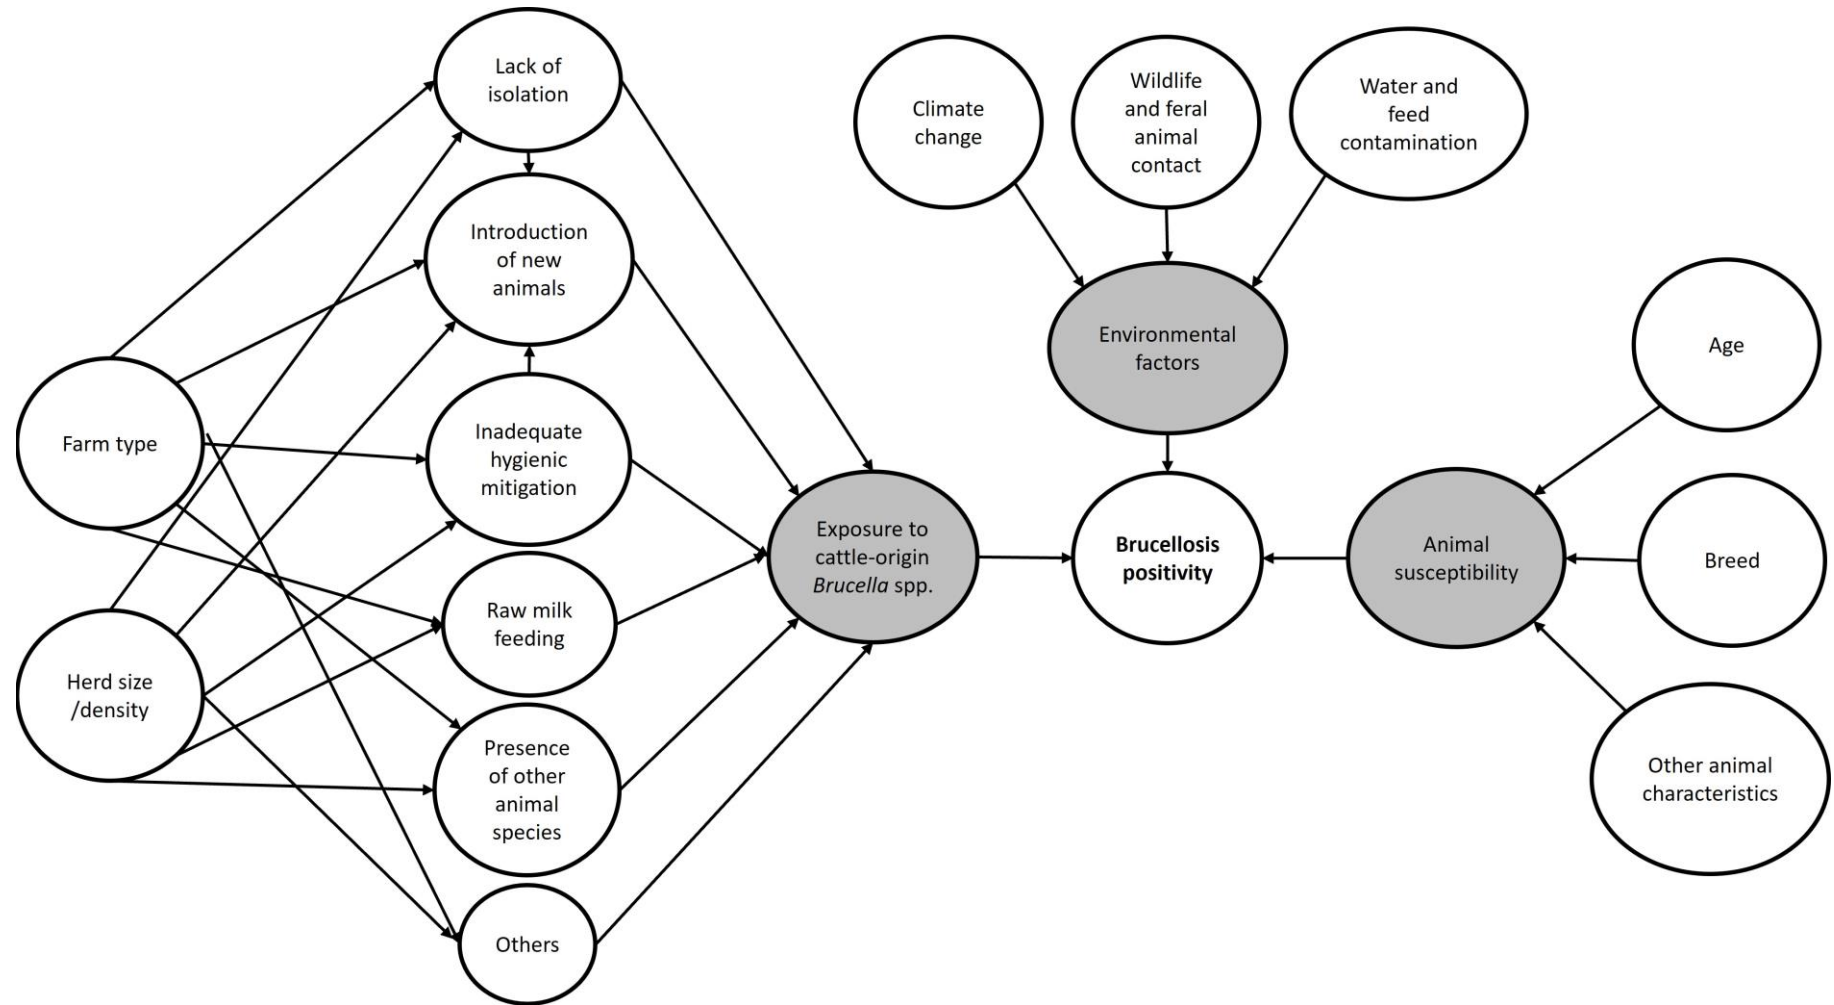 Lack of
isolation
Introduction
of new
animals
Inadequate
hygienic
mitigation
Raw milk
feeding
Presence
of other
animal
species
Others
Farm type
Herd size
/density
Exposure to
cattle-origin
Brucella spp.
Climate
change
Wildlife
and feral
animal
contact
Water and
feed
contamination
Environmental
factors
Brucellosis
positivity
Animal
susceptibility
Age
Breed
Other animal
characteristics